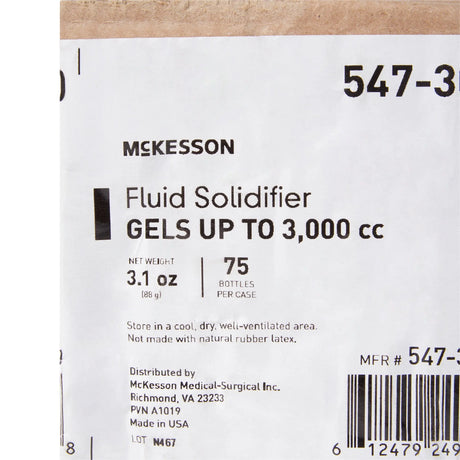 547-3
McKESSON
Fluid Solidifier
GELS UP TO 3,000 cc
NET WEIGHT
3.1 oz
(88 g)
75
BOTTLES
PER CASE
Store in a cool, dry, well-ventilated area.
Not made with natural rubber latex.
MFR # 547-3
Distributed by
McKesson Medical-Surgical Inc.
Richmond, VA 23233
PVN A1019
Made in USA
LOT N467
8
6 12479 249